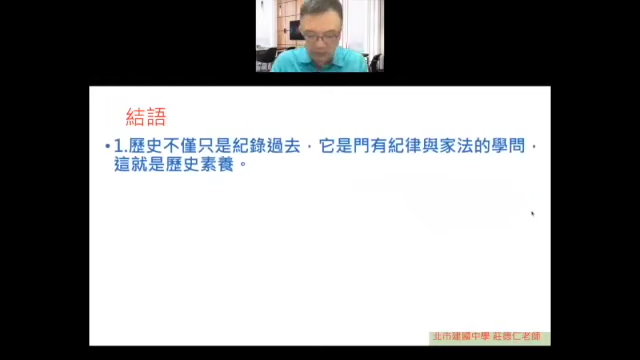 結語
•1.歷史不僅只是紀錄過去，它是門有紀律與家法的學問，
這就是歷史素養。
北市建國中學 莊德仁老師